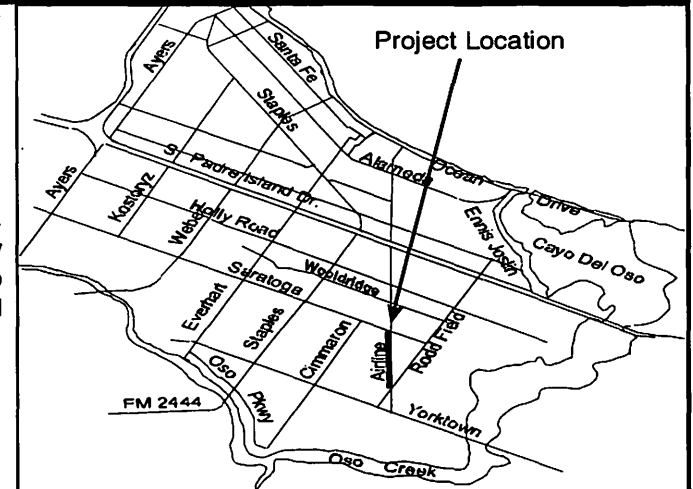 Project Location
Ayers
Santa Fe
Staples
Alameda
Ocean
Drive
S. Padre Island Dr.
Ayers
Kostoryz
Weber
Holly Road
Ennis Joslin
Cayo Del Oso
Wooldridge
Saratoga
Everhart
Staples
Cimmaron
Airline
Rodd Field
Oso
Pkwy
FM 2444
Yorktown
Oso Creek